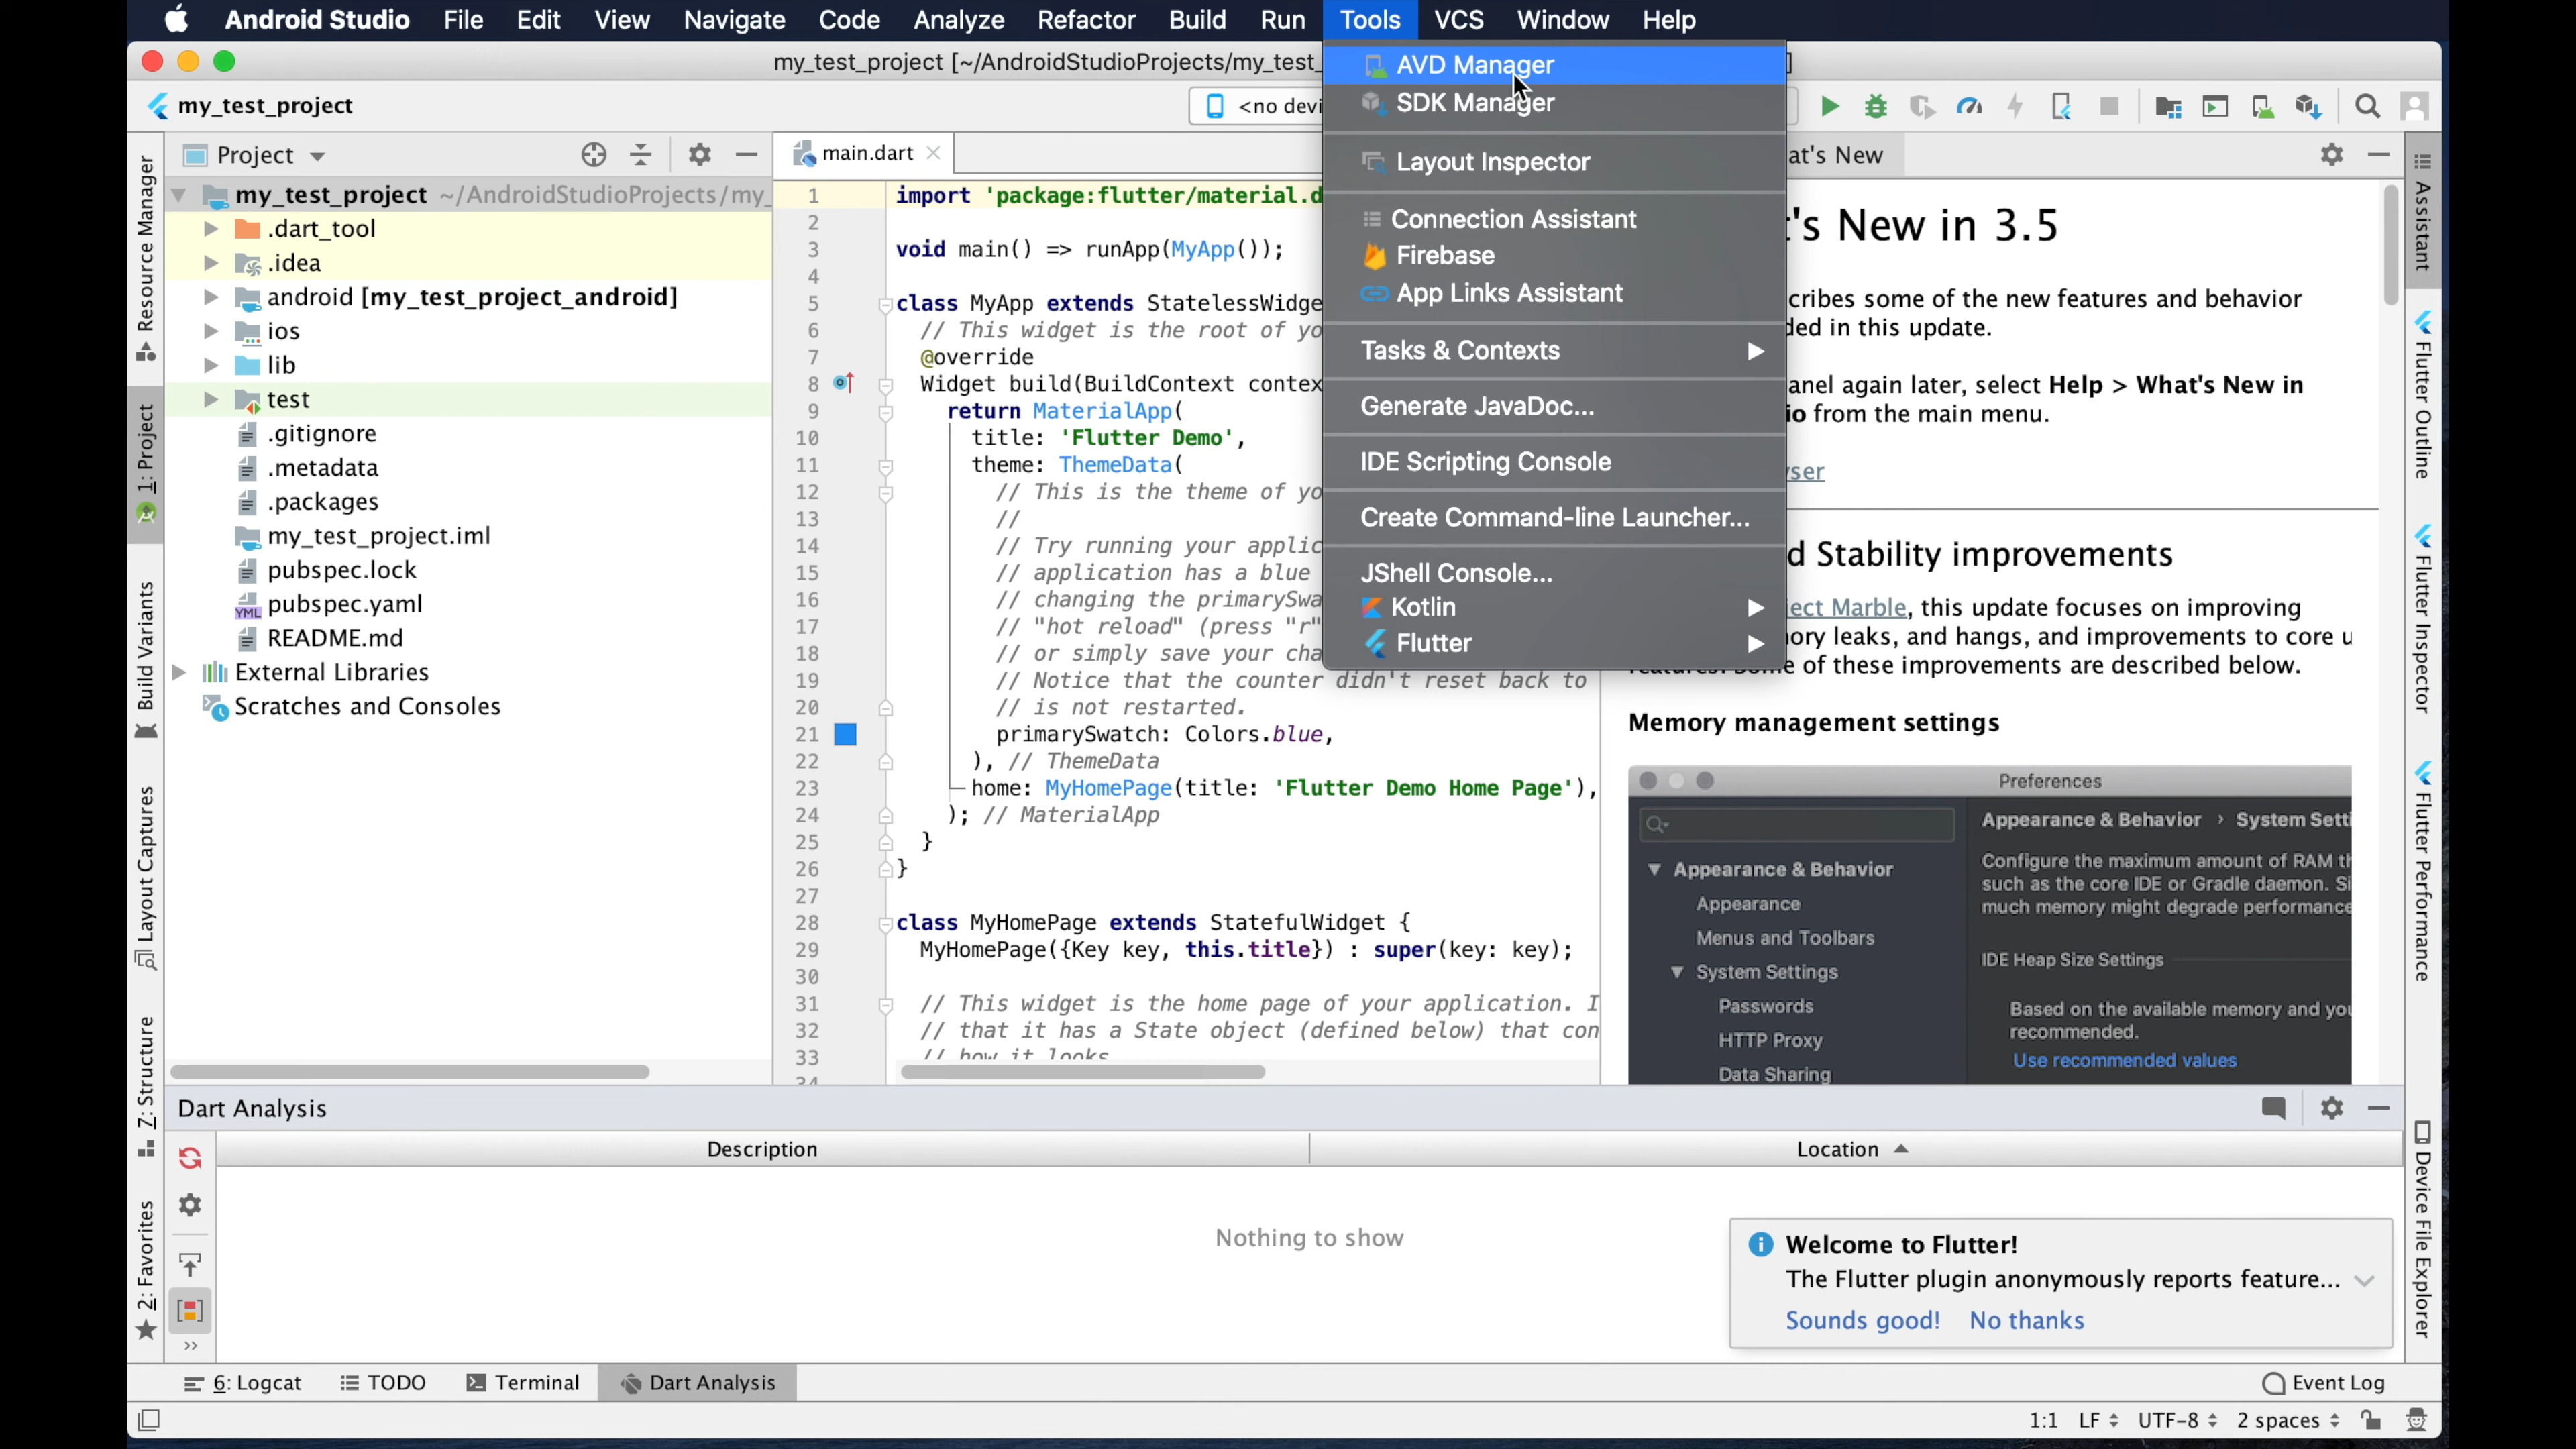 Android Studio File Edit View Navigate Code Analyze Refactor Build Run Tools VCS Window Help
my_test_project [~/AndroidStudioProjects/my_test_
]
my_test_project
<no devi
AVD Manager
SDK Manager
Layout Inspector
Connection Assistant
Firebase
App Links Assistant
Tasks & Contexts
Generate JavaDoc...
IDE Scripting Console
Create Command-line Launcher...
JShell Console...
Kotlin
Flutter
Resource Manager
1: Project
Build Variants
Layout Captures
Z: Structure
2: Favorites
Project
my_test_project ~/AndroidStudioProjects/my_
.dart_tool
.idea
android [my_test_project_android]
ios
lib
test
.gitignore
.metadata
.packages
my_test_project.iml
pubspec.lock
YML pubspec.yaml
README.md
External Libraries
Scratches and Consoles
main.dart
1 import 'package:flutter/material.d
2
3 void main() => runApp(MyApp());
4
5 class MyApp extends StatelessWidge
6 // This widget is the root of yo
7 @override
8 Widget build(BuildContext contex
9 return MaterialApp(
10 title: 'Flutter Demo',
11 theme: ThemeData(
12 // This is the theme of yo
13 //
14 // Try running your applic
15 // application has a blue
16 // changing the primarySwa
17 // "hot reload" (press "r"
18 // or simply save your cha
19 // Notice that the counter didn't reset back to
20 // is not restarted.
21 primarySwatch: Colors.blue,
22 ), // ThemeData
23 home: MyHomePage(title: 'Flutter Demo Home Page'),
24 ); // MaterialApp
25 }
26 }
27
28 class MyHomePage extends StatefulWidget {
29 MyHomePage({Key key, this.title}) : super(key: key);
30
31 // This widget is the home page of your application. I
32 // that it has a State object (defined below) that con
33 // how it looks
34
at's New
t's New in 3.5
cribes some of the new features and behavior
ded in this update.
anel again later, select Help > What's New in
io from the main menu.
ser
d Stability improvements
ject Marble, this update focuses on improving
ory leaks, and hangs, and improvements to core u
features. Some of these improvements are described below.
Memory management settings
Preferences
Appearance & Behavior
Appearance
Menus and Toolbars
System Settings
Passwords
HTTP Proxy
Data Sharing
Appearance & Behavior › System Setti
Configure the maximum amount of RAM th
such as the core IDE or Gradle daemon. Si
much memory might degrade performance
IDE Heap Size Settings
Based on the available memory and you
recommended.
Use recommended values
Assistant
Flutter Outline
Flutter Inspector
Flutter Performance
Device File Explorer
Dart Analysis
Description Location
Nothing to show
Welcome to Flutter!
The Flutter plugin anonymously reports feature...
Sounds good! No thanks
6: Logcat TODO Terminal Dart Analysis Event Log
1:1 LF UTF-8 2 spaces